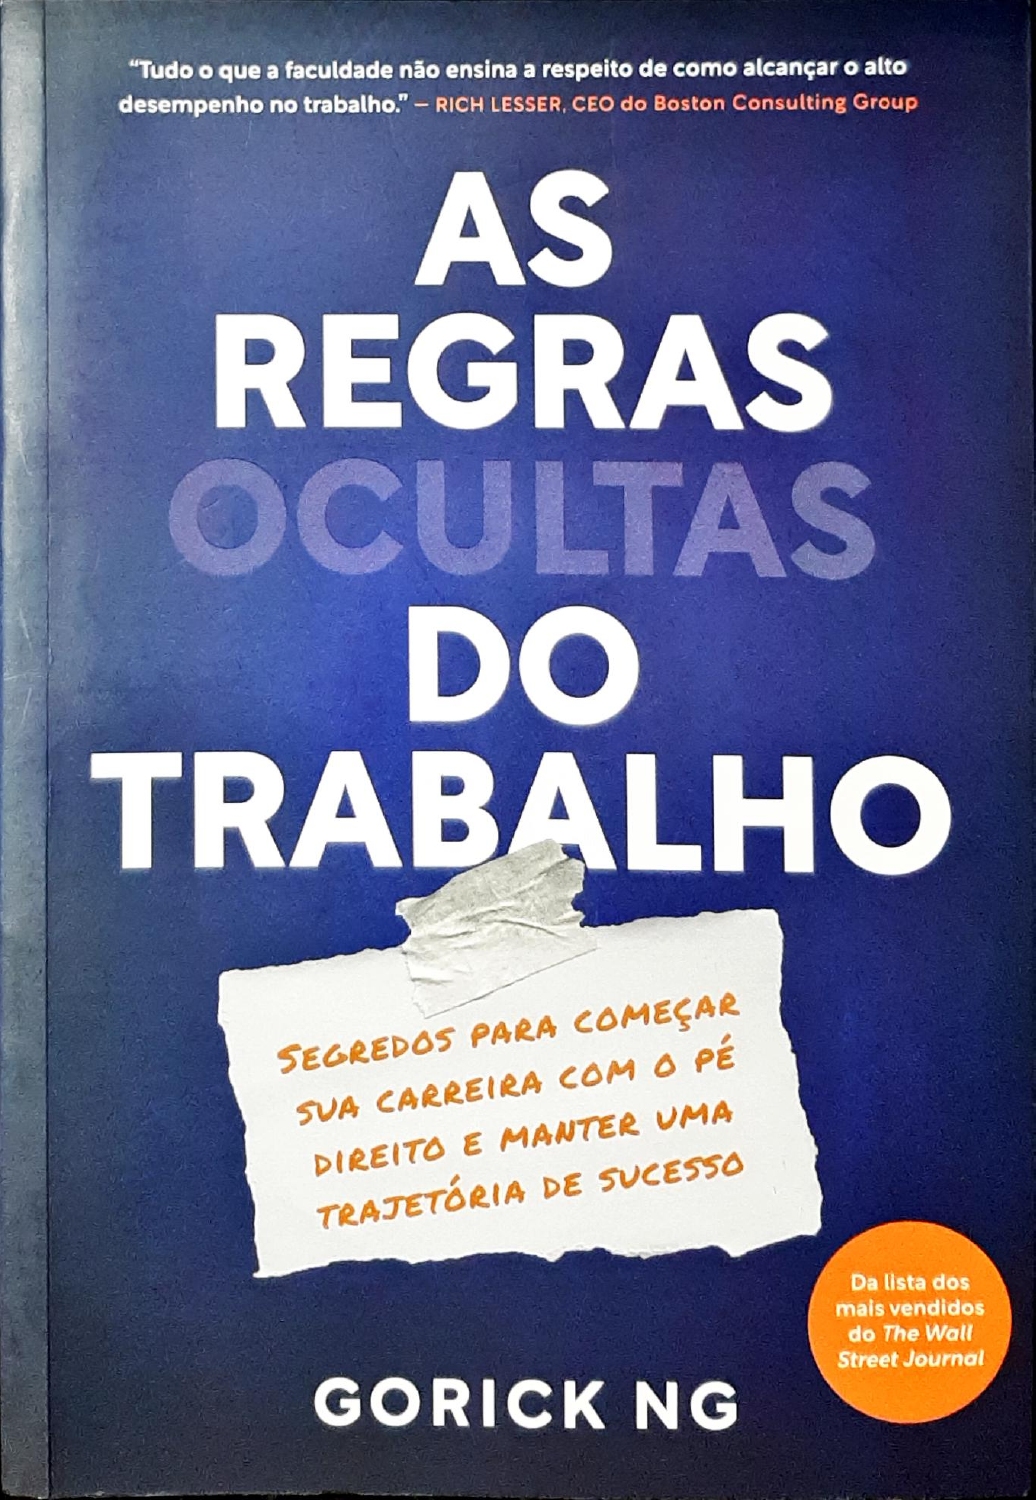 “Tudo o que a faculdade não ensina a respeito de como alcançar o alto
desempenho no trabalho.” – RICH LESSER, CEO do Boston Consulting Group
AS
REGRAS
OCULTAS
DO
TRABALHO
SEGREDOS PARA COMEÇAR
SUA CARREIRA COM O PÉ
DIREITO E MANTER UMA
TRAJETÓRIA DE SUCESSO
Da lista dos
mais vendidos
do The Wall
Street Journal
GORICK NG